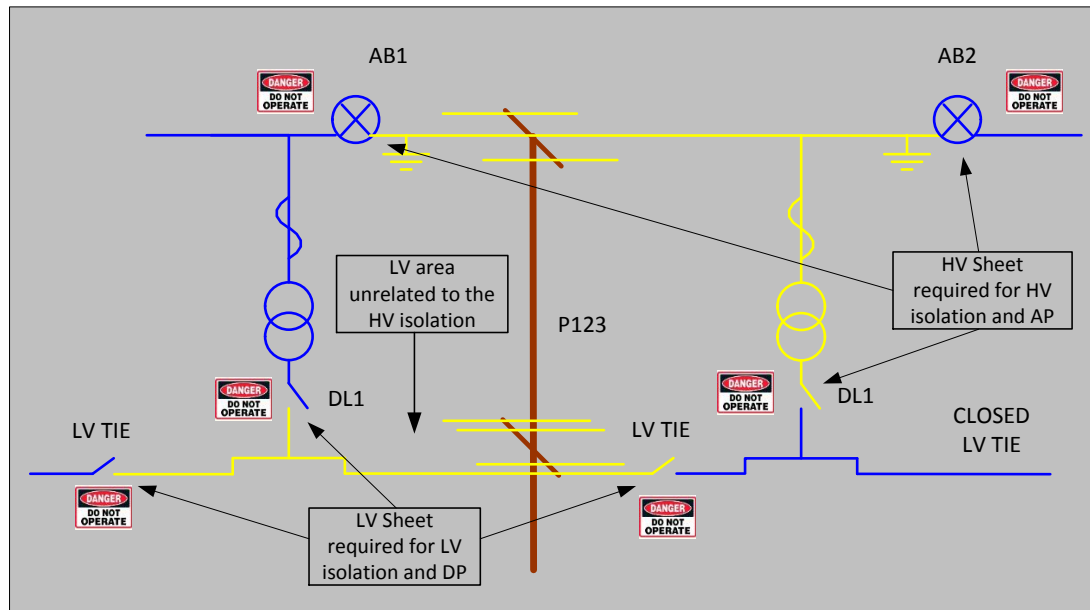 AB1
AB2
DANGER
DO NOT
OPERATE
DANGER
DO NOT
OPERATE
LV area
unrelated to the
HV isolation
P123
HV Sheet
required for HV
isolation and AP
DANGER
DO NOT
OPERATE
DL1
DANGER
DO NOT
OPERATE
DL1
LV TIE
LV TIE
CLOSED
LV TIE
DANGER
DO NOT
OPERATE
LV Sheet
required for LV
isolation and DP
DANGER
DO NOT
OPERATE